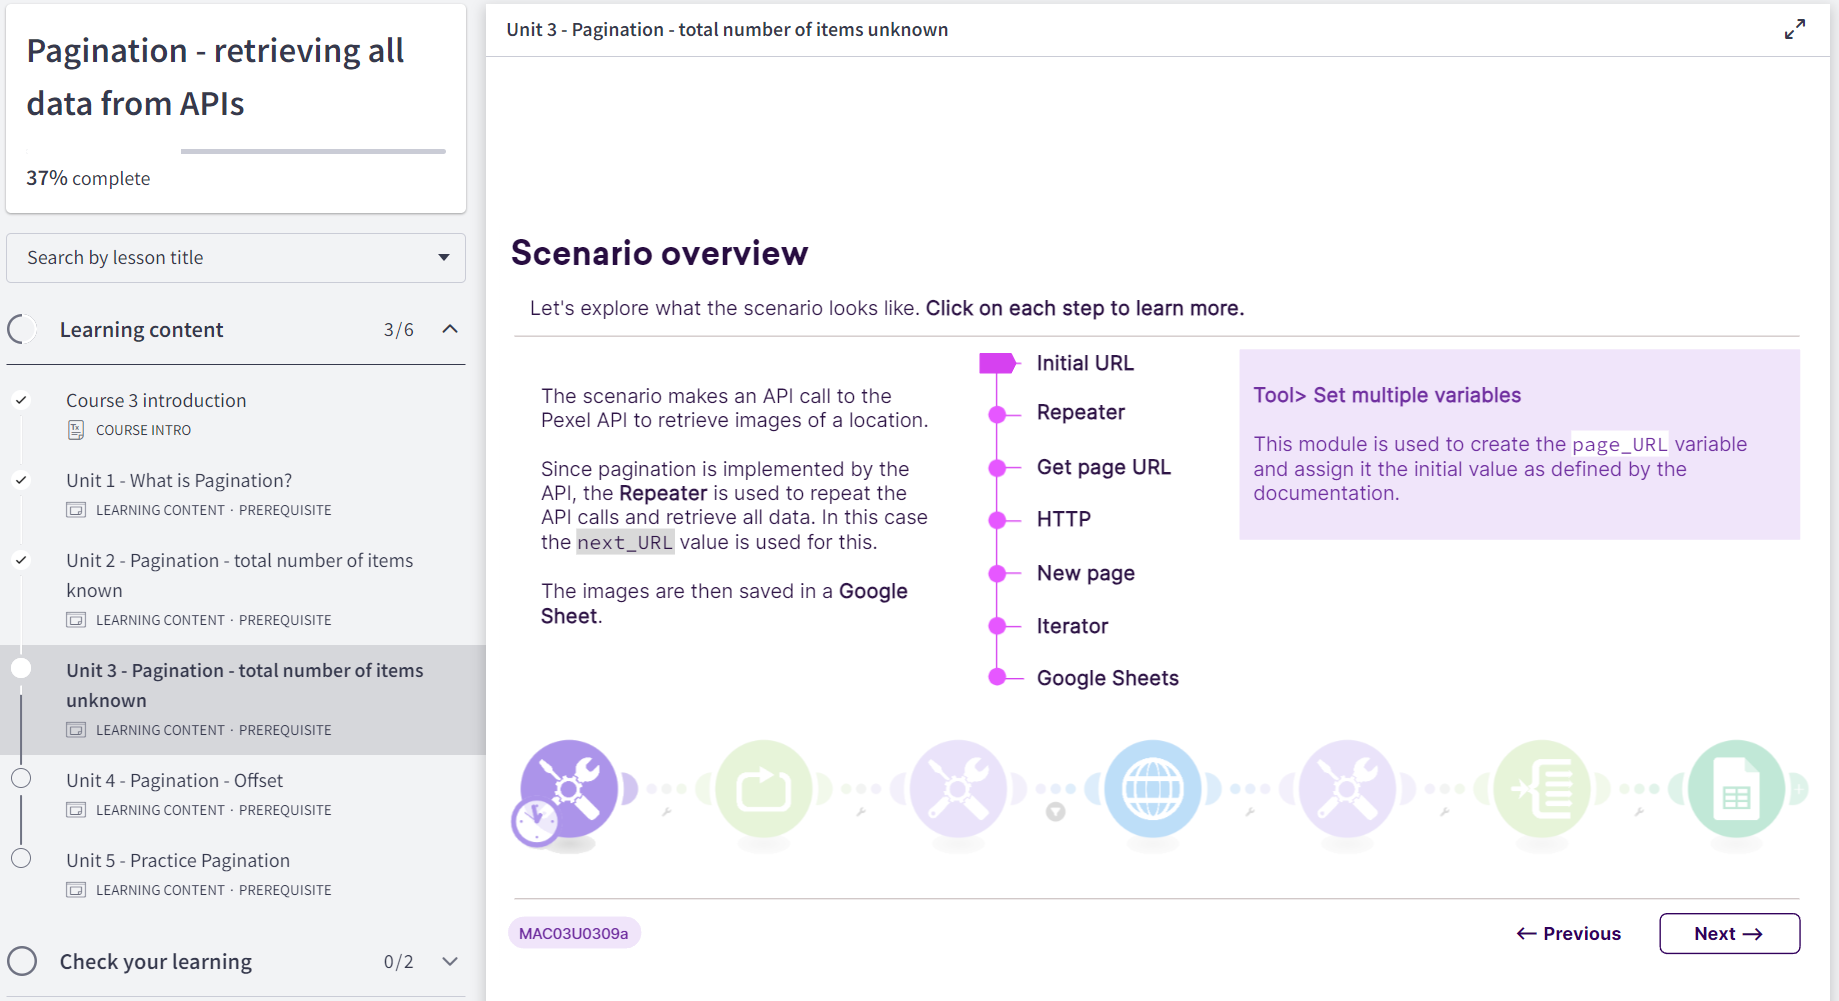 Pagination - retrieving all
data from APIs
37% complete
Search by lesson title
Learning content 3/6
Course 3 introduction
COURSE INTRO
Unit 1 - What is Pagination?
LEARNING CONTENT · PREREQUISITE
Unit 2 - Pagination - total number of items
known
LEARNING CONTENT · PREREQUISITE
Unit 3 - Pagination - total number of items
unknown
LEARNING CONTENT · PREREQUISITE
Unit 4 - Pagination - Offset
LEARNING CONTENT · PREREQUISITE
Unit 5 - Practice Pagination
LEARNING CONTENT · PREREQUISITE
Check your learning 0/2
Unit 3 - Pagination - total number of items unknown
Scenario overview
Let's explore what the scenario looks like. Click on each step to learn more.
The scenario makes an API call to the
Pexel API to retrieve images of a location.
Since pagination is implemented by the
API, the Repeater is used to repeat the
API calls and retrieve all data. In this case
the next_URL value is used for this.
The images are then saved in a Google
Sheet.
Initial URL
Repeater
Get page URL
HTTP
New page
Iterator
Google Sheets
Tool> Set multiple variables
This module is used to create the page_URL variable
and assign it the initial value as defined by the
documentation.
MAC03U0309a
← Previous
Next →